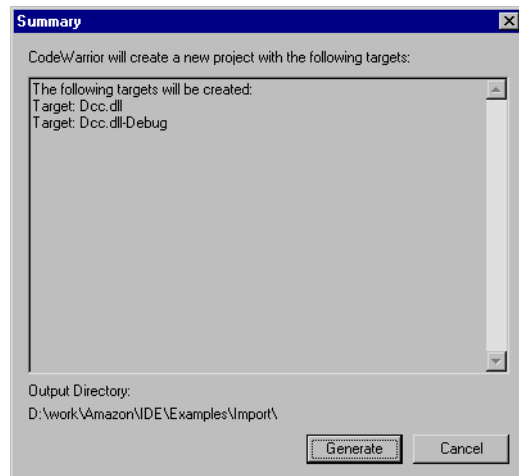 Summary
CodeWarrior will create a new project with the following targets:
The following targets will be created:
Target: Dcc.dll
Target: Dcc.dll-Debug
Output Directory:
D:\work\Amazon\IDE\Examples\Import\
Generate Cancel